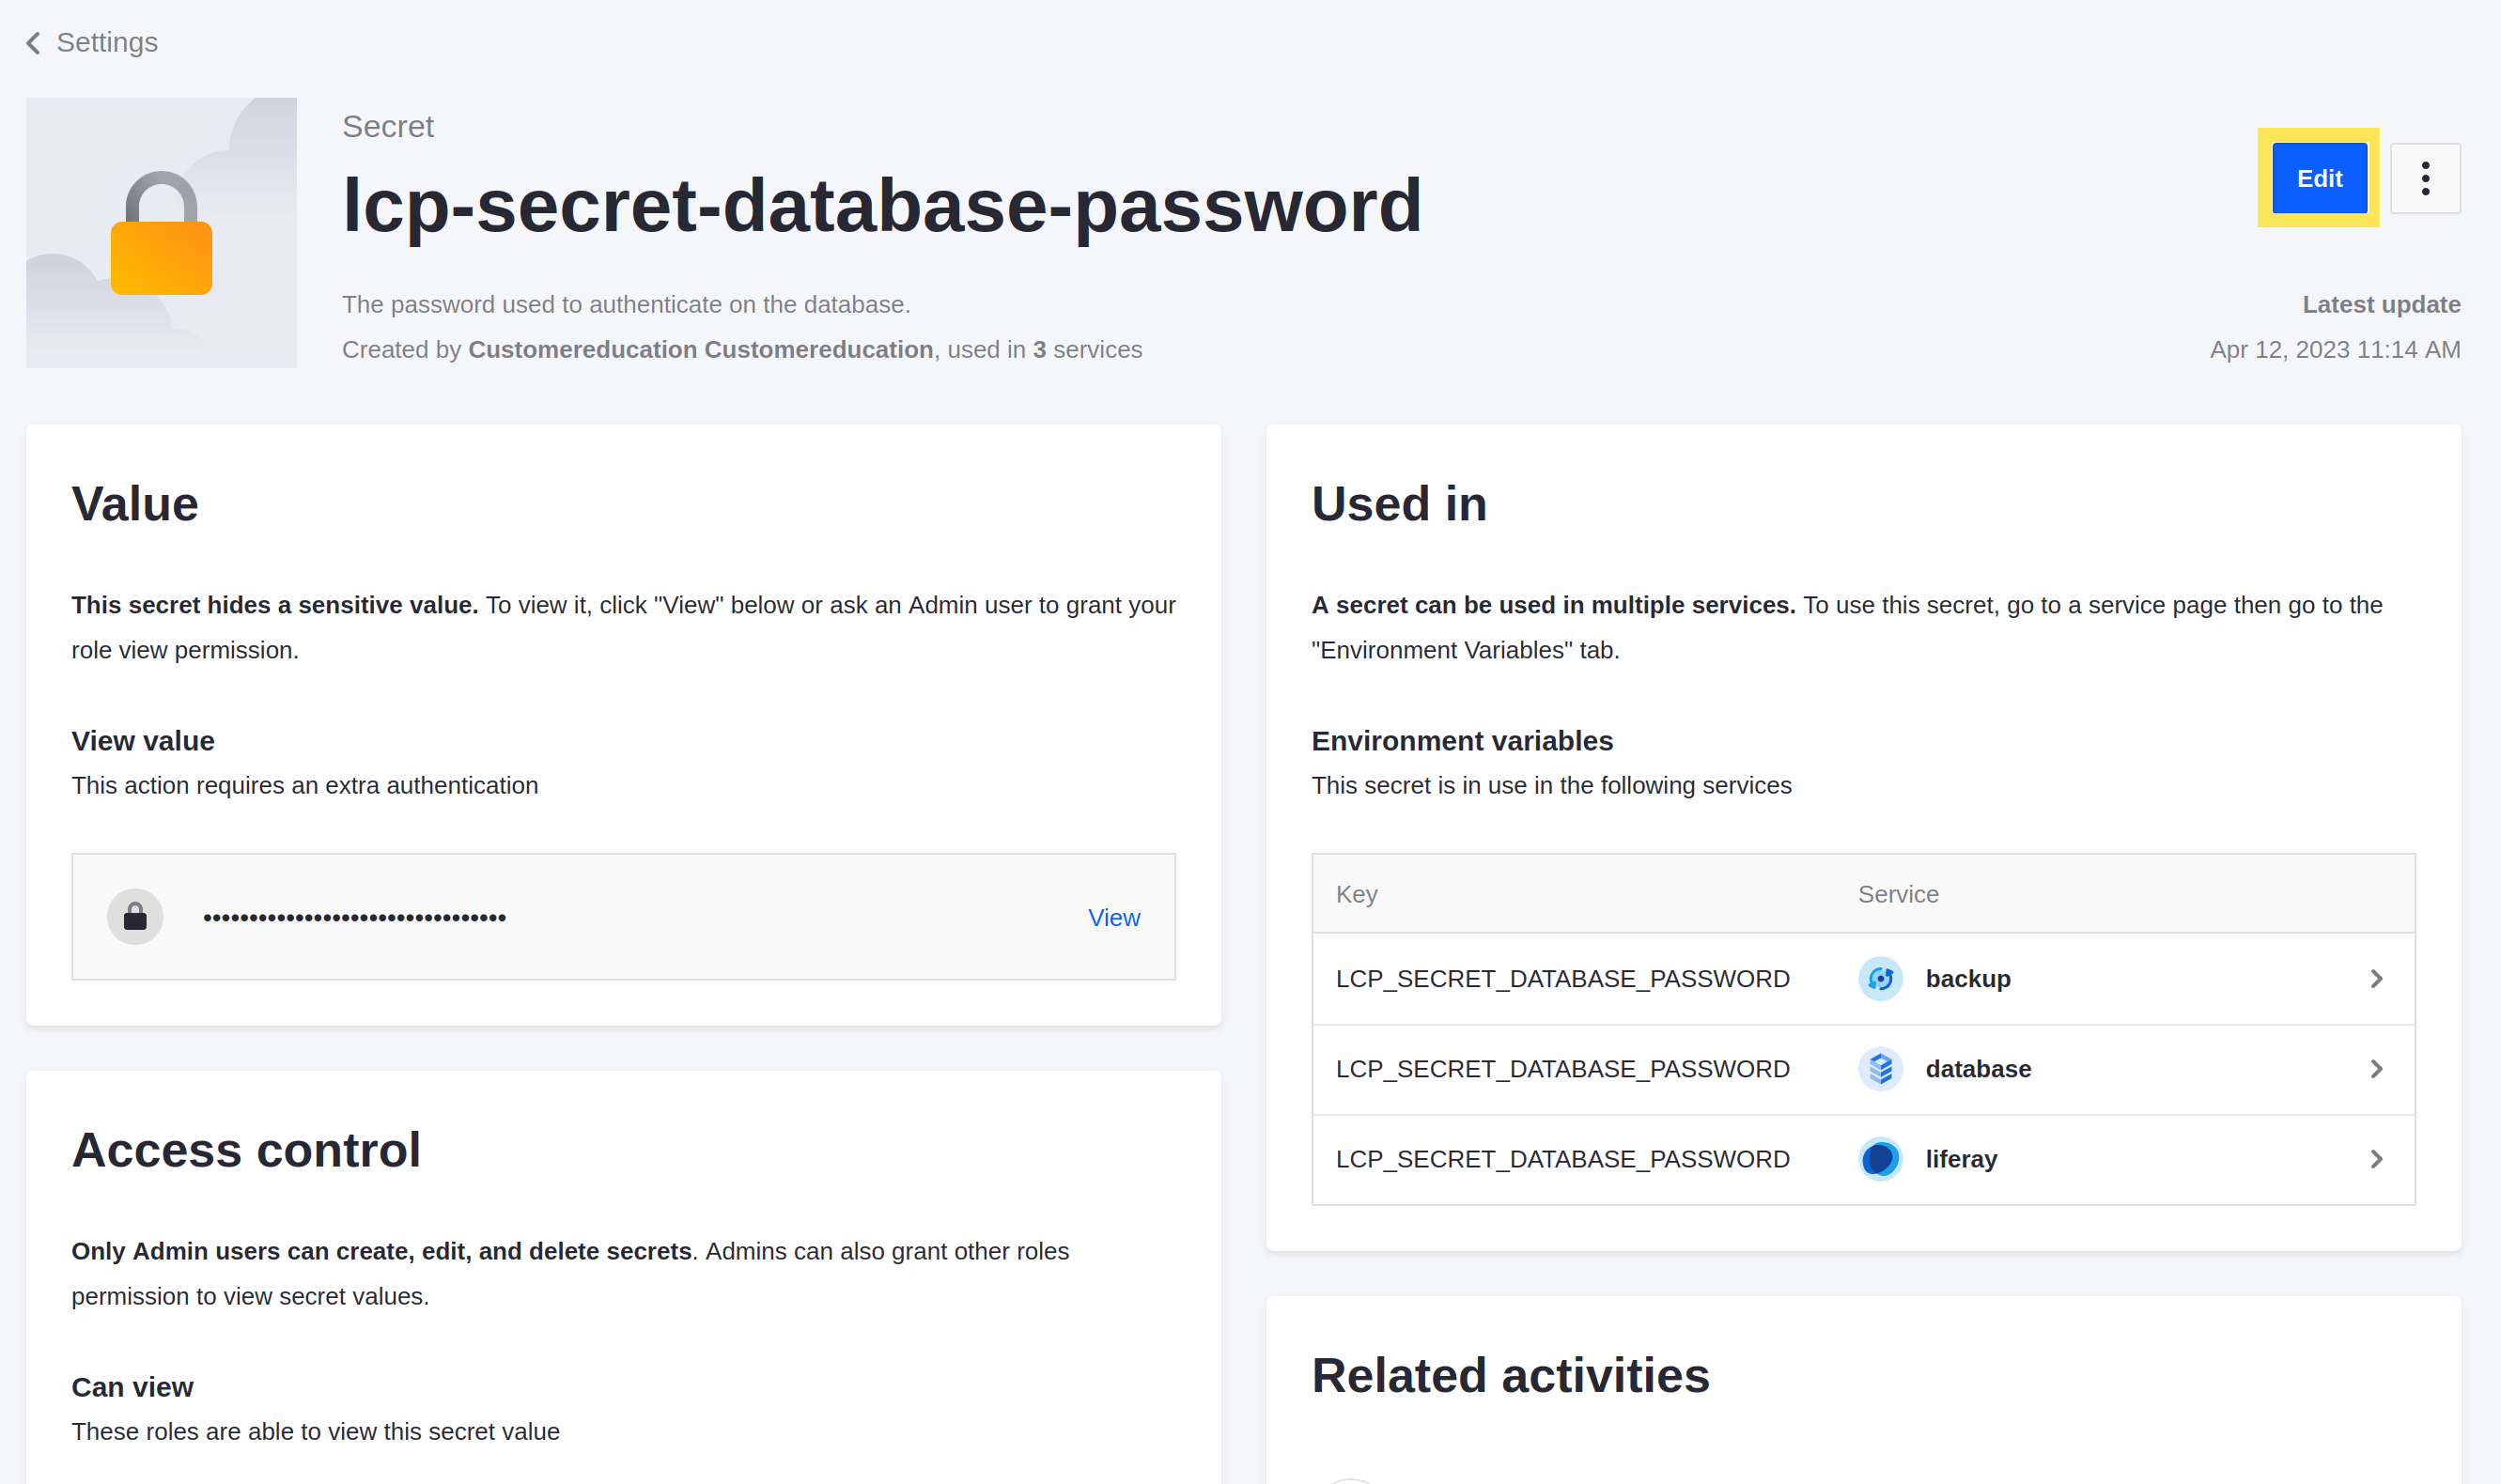 Settings
Secret
lcp-secret-database-password
Edit
The password used to authenticate on the database.
Created by Customereducation Customereducation, used in 3 services
Latest update
Apr 12, 2023 11:14 AM
Value
This secret hides a sensitive value. To view it, click "View" below or ask an Admin user to grant your
role view permission.
View value
This action requires an extra authentication
•••••••••••••••••••••••••••••••••
View
Access control
Only Admin users can create, edit, and delete secrets. Admins can also grant other roles
permission to view secret values.
Can view
These roles are able to view this secret value
Used in
A secret can be used in multiple services. To use this secret, go to a service page then go to the
"Environment Variables" tab.
Environment variables
This secret is in use in the following services
Key Service
LCP_SECRET_DATABASE_PASSWORD backup
LCP_SECRET_DATABASE_PASSWORD database
LCP_SECRET_DATABASE_PASSWORD liferay
Related activities